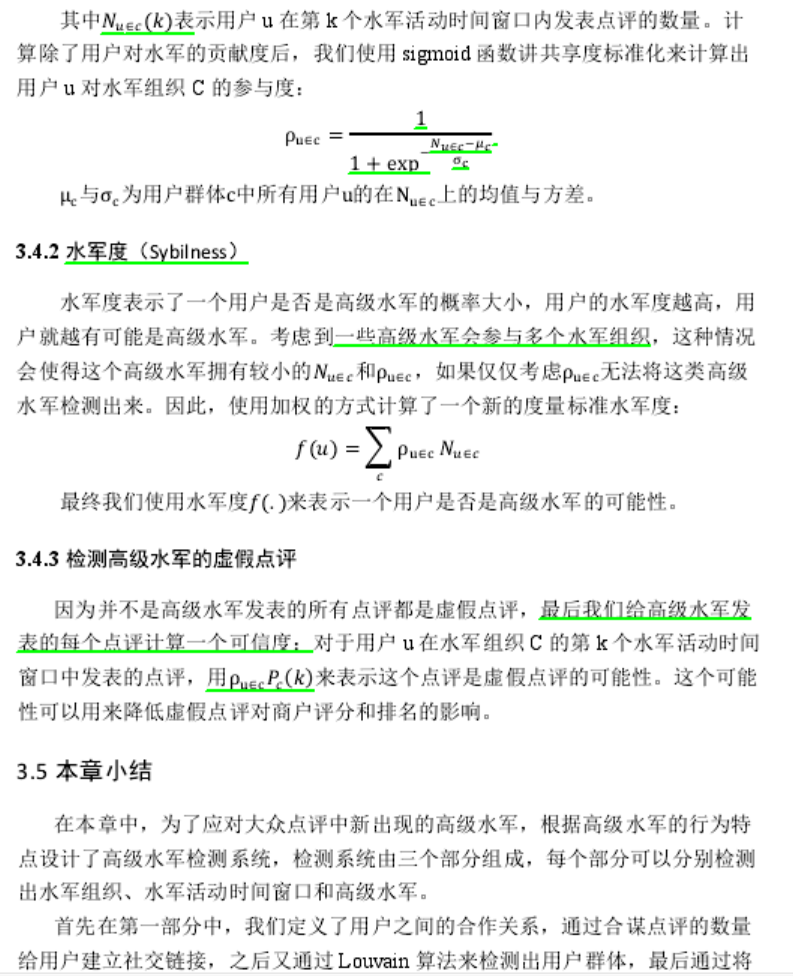 其中N_{u∈c}(k)表示用户 u 在第 k 个水军活动时间窗口内发表点评的数量。计
算除了用户对水军的贡献度后，我们使用 sigmoid 函数讲共享度标准化来计算出
用户 u 对水军组织 C 的参与度：
ρ_{u∈c} = \frac{1}{1 + exp^{-\frac{N_{u∈c}-μ_c}{σ_c}}}
μ_c与σ_c为用户群体c中所有用户u的在N_{u∈c}上的均值与方差。
3.4.2 水军度（Sybilness）
水军度表示了一个用户是否是高级水军的概率大小，用户的水军度越高，用
户就越有可能是高级水军。考虑到一些高级水军会参与多个水军组织，这种情况
会使得这个高级水军拥有较小的N_{u∈c}和ρ_{u∈c}，如果仅仅考虑ρ_{u∈c}无法将这类高级
水军检测出来。因此，使用加权的方式计算了一个新的度量标准水军度：
f(u) = \sum_c ρ_{u∈c} N_{u∈c}
最终我们使用水军度f(.)来表示一个用户是否是高级水军的可能性。
3.4.3 检测高级水军的虚假点评
因为并不是高级水军发表的所有点评都是虚假点评，最后我们给高级水军发
表的每个点评计算一个可信度：对于用户 u 在水军组织 C 的第 k 个水军活动时间
窗口中发表的点评，用ρ_{u∈c}P_c(k)来表示这个点评是虚假点评的可能性。这个可能
性可以用来降低虚假点评对商户评分和排名的影响。
3.5 本章小结
在本章中，为了应对大众点评中新出现的高级水军，根据高级水军的行为特
点设计了高级水军检测系统，检测系统由三个部分组成，每个部分可以分别检测
出水军组织、水军活动时间窗口和高级水军。
首先在第一部分中，我们定义了用户之间的合作关系，通过合谋点评的数量
给用户建立社交链接，之后又通过 Louvain 算法来检测出用户群体，最后通过将